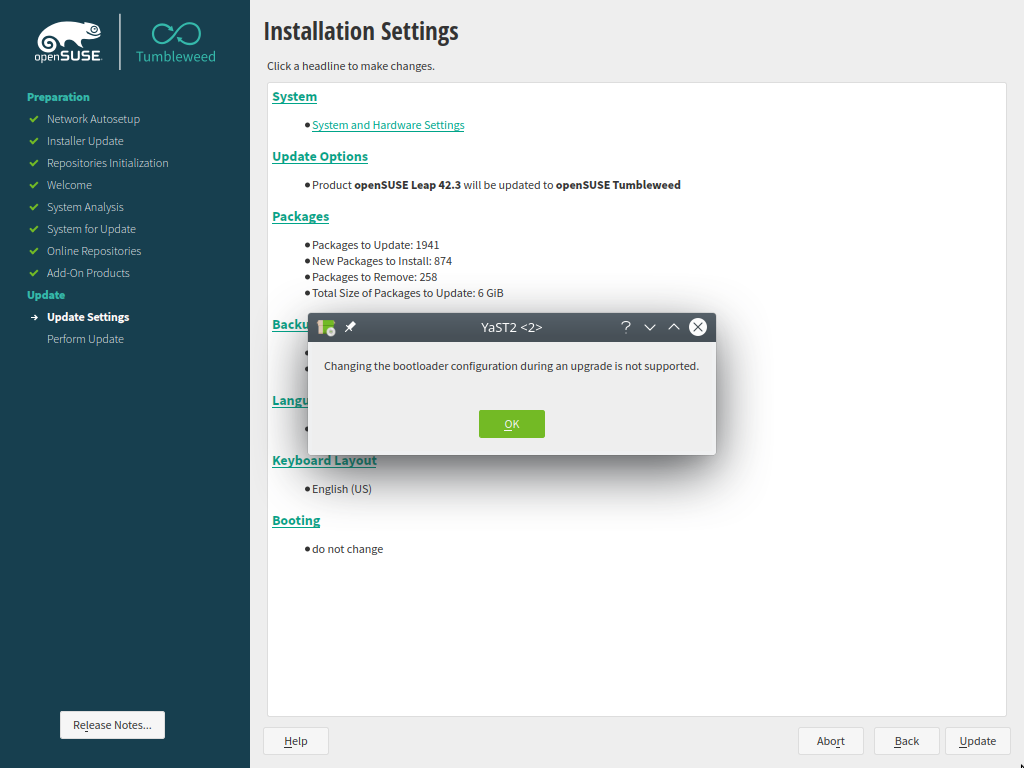 openSUSE.
Tumbleweed
Preparation
Network Autosetup
Installer Update
Repositories Initialization
Welcome
System Analysis
System for Update
Online Repositories
Add-On Products
Update
Update Settings
Perform Update
Release Notes...
Installation Settings
Click a headline to make changes.
System
System and Hardware Settings
Update Options
Product openSUSE Leap 42.3 will be updated to openSUSE Tumbleweed
Packages
Packages to Update: 1941
New Packages to Install: 874
Packages to Remove: 258
Total Size of Packages to Update: 6 GiB
Backu
YaST2 <2>
Changing the bootloader configuration during an upgrade is not supported.
OK
Langu
Keyboard Layout
English (US)
Booting
do not change
Help
Abort
Back
Update